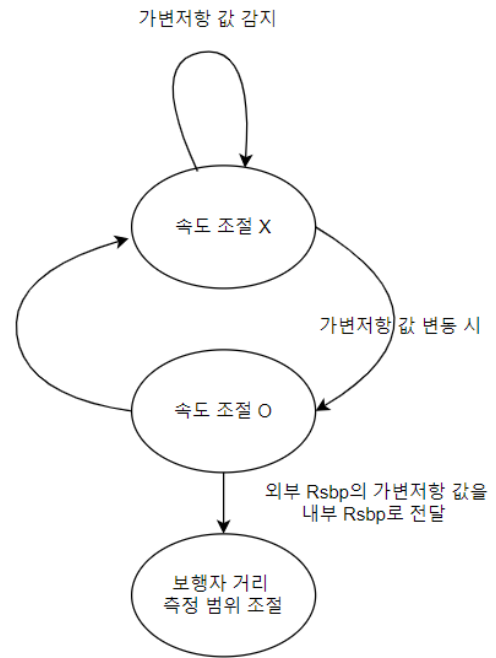 가변저항 값 감지
속도 조절 X
가변저항 값 변동 시
속도 조절 O
외부 Rsbp의 가변저항 값을
내부 Rsbp로 전달
보행자 거리
측정 범위 조절